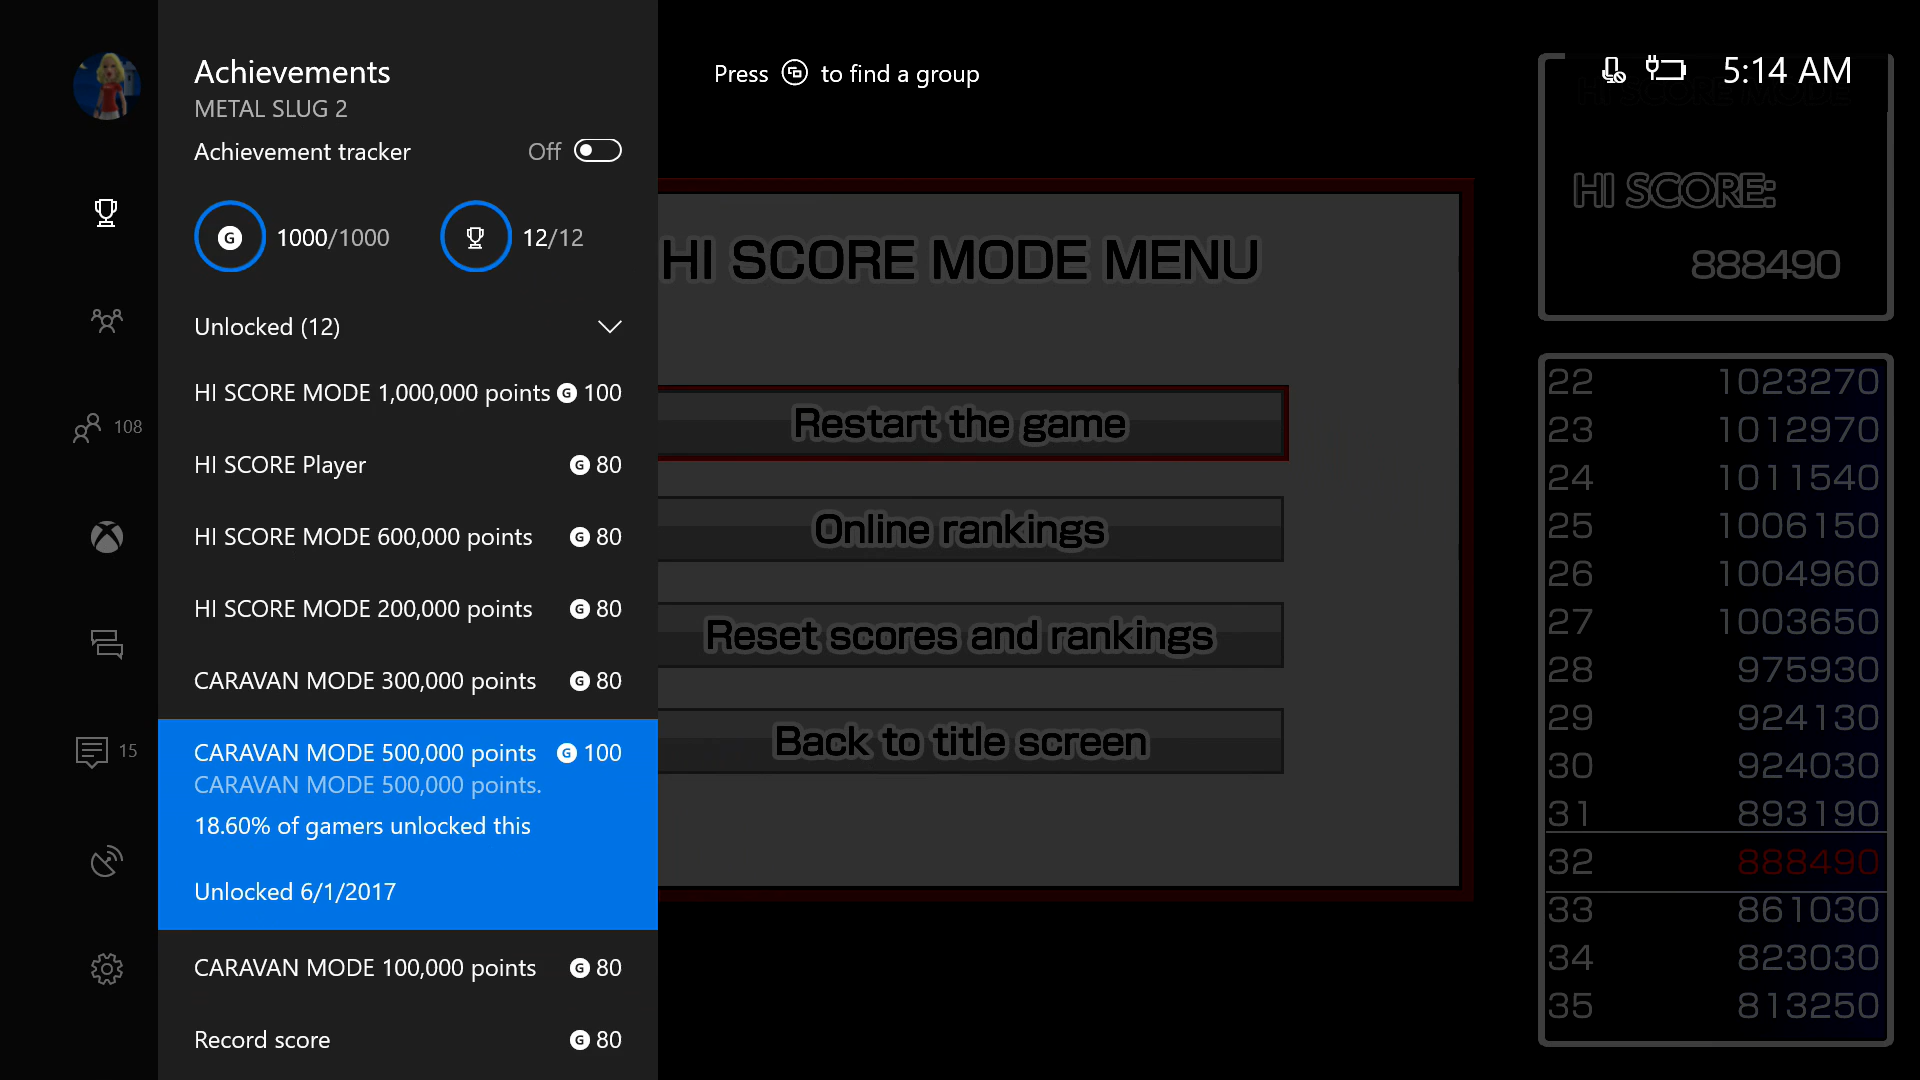 Achievements
METAL SLUG 2
Achievement tracker Off
G 1000/1000 12/12
Unlocked (12)
HI SCORE MODE 1,000,000 points G 100
HI SCORE Player G 80
HI SCORE MODE 600,000 points G 80
HI SCORE MODE 200,000 points G 80
CARAVAN MODE 300,000 points G 80
CARAVAN MODE 500,000 points G 100
CARAVAN MODE 500,000 points.
18.60% of gamers unlocked this
Unlocked 6/1/2017
CARAVAN MODE 100,000 points G 80
Record score G 80
108
15
Press to find a group
5:14 AM
HI SCORE MODE MENU
Restart the game
Online rankings
Reset scores and rankings
Back to title screen
HI SCORE MODE
HI SCORE:
888490
22 1023270
23 1012970
24 1011540
25 1006150
26 1004960
27 1003650
28 975930
29 924130
30 924030
31 893190
32 888490
33 861030
34 823030
35 813250